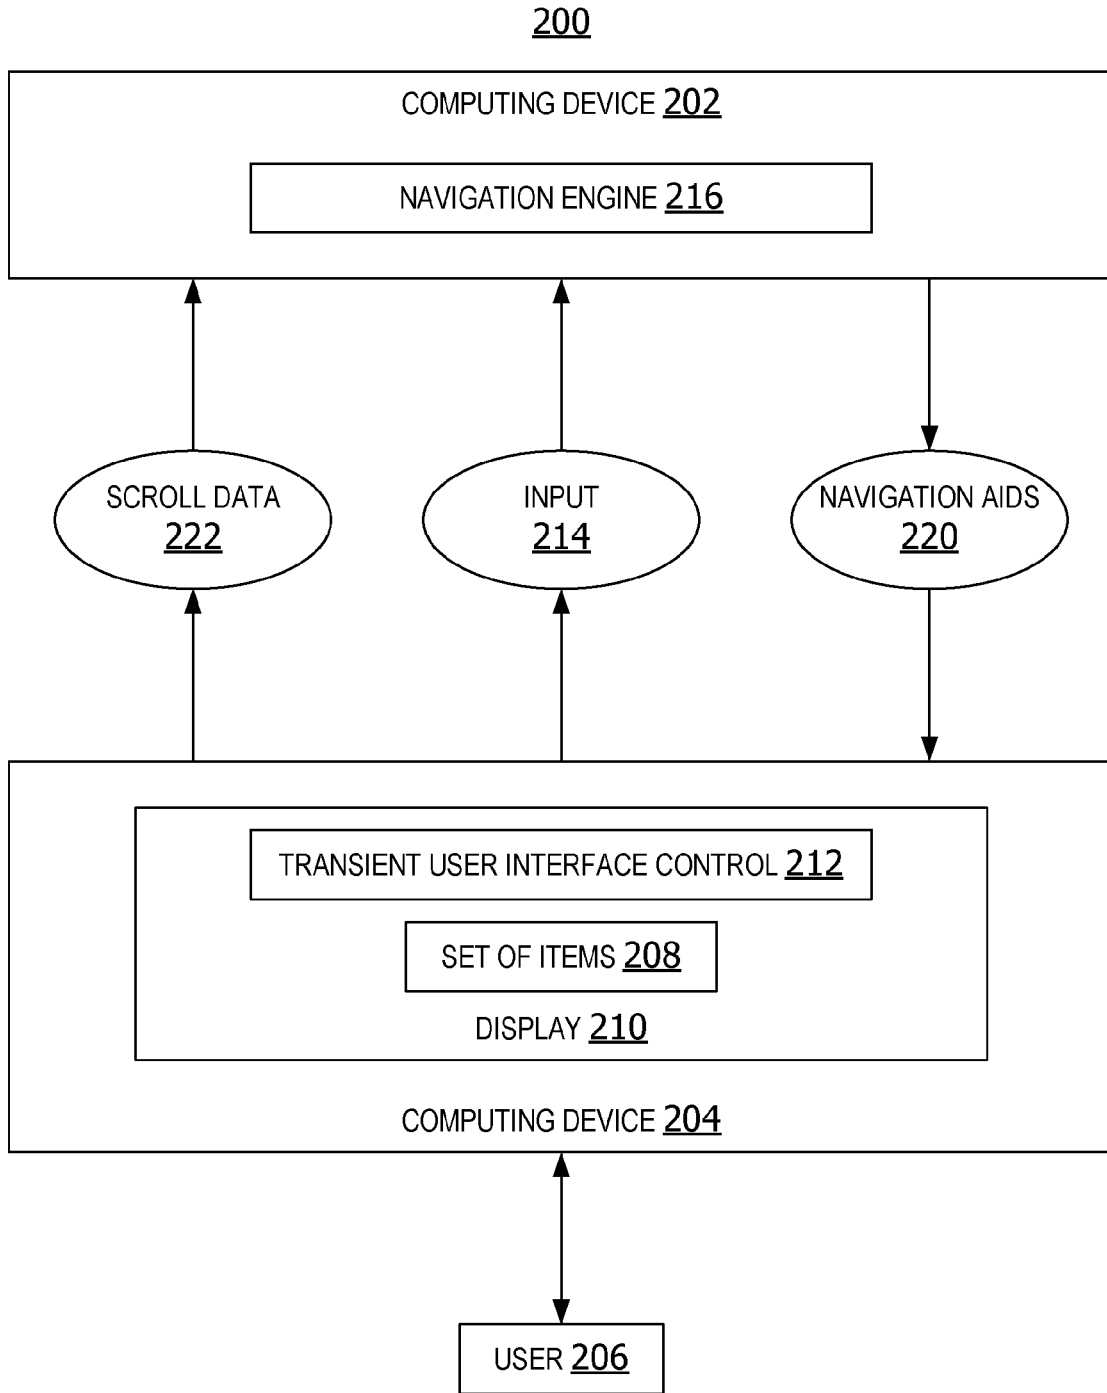 200
COMPUTING DEVICE 202
NAVIGATION ENGINE 216
SCROLL DATA
222
INPUT
214
NAVIGATION AIDS
220
TRANSIENT USER INTERFACE CONTROL 212
SET OF ITEMS 208
DISPLAY 210
COMPUTING DEVICE 204
USER 206